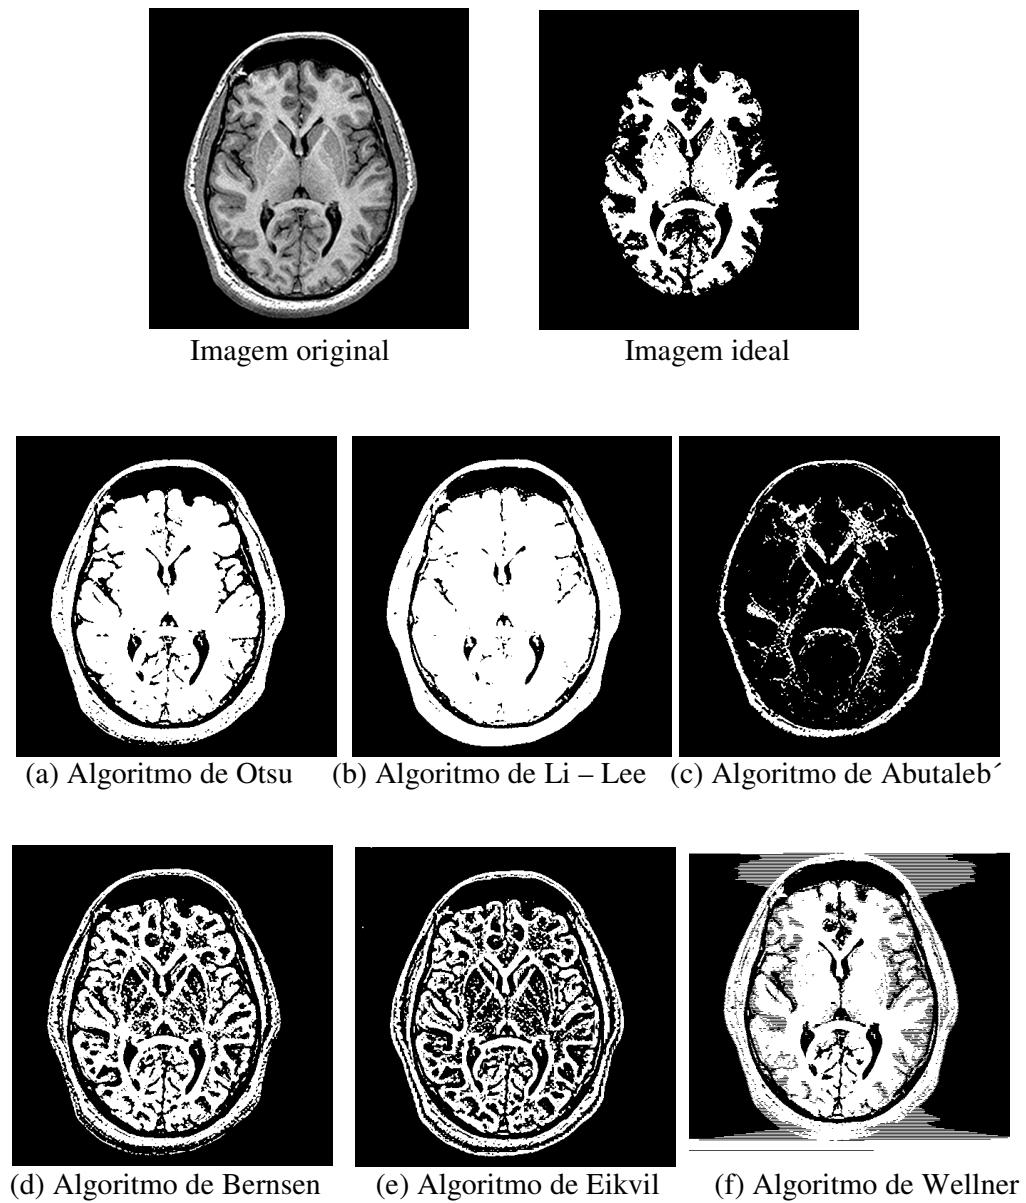 Imagem original
Imagem ideal
(a) Algoritmo de Otsu
(b) Algoritmo de Li – Lee
(c) Algoritmo de Abutaleb´
(d) Algoritmo de Bernsen
(e) Algoritmo de Eikvil
(f) Algoritmo de Wellner